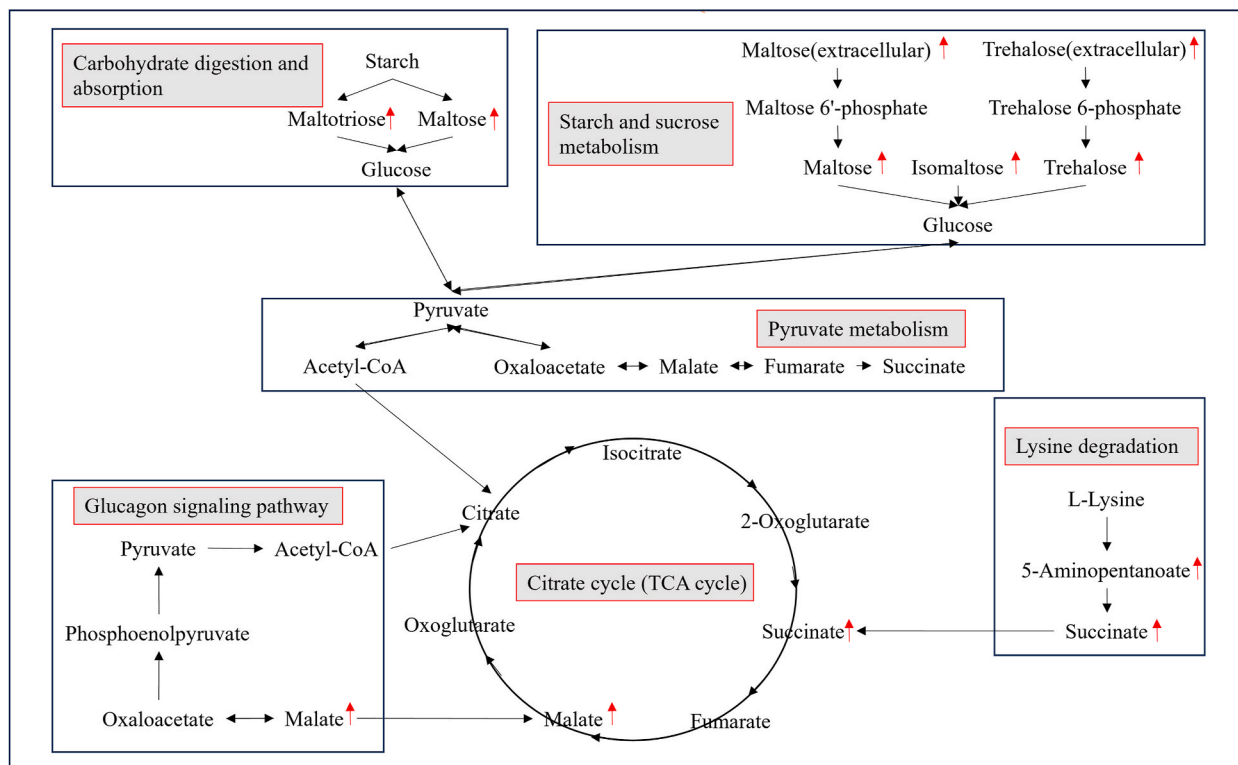 Carbohydrate digestion and
absorption
Starch
Maltotriose
Maltose
Glucose
Starch and sucrose
metabolism
Maltose(extracellular)
Trehalose(extracellular)
Maltose 6'-phosphate
Trehalose 6-phosphate
Maltose
Isomaltose
Trehalose
Glucose
Pyruvate
Pyruvate metabolism
Acetyl-CoA
Oxaloacetate
Malate
Fumarate
Succinate
Lysine degradation
L-Lysine
5-Aminopentanoate
Succinate
Glucagon signaling pathway
Pyruvate
Acetyl-CoA
Phosphoenolpyruvate
Oxaloacetate
Malate
Citrate cycle (TCA cycle)
Isocitrate
Citrate
2-Oxoglutarate
Oxoglutarate
Succinate
Malate
Fumarate